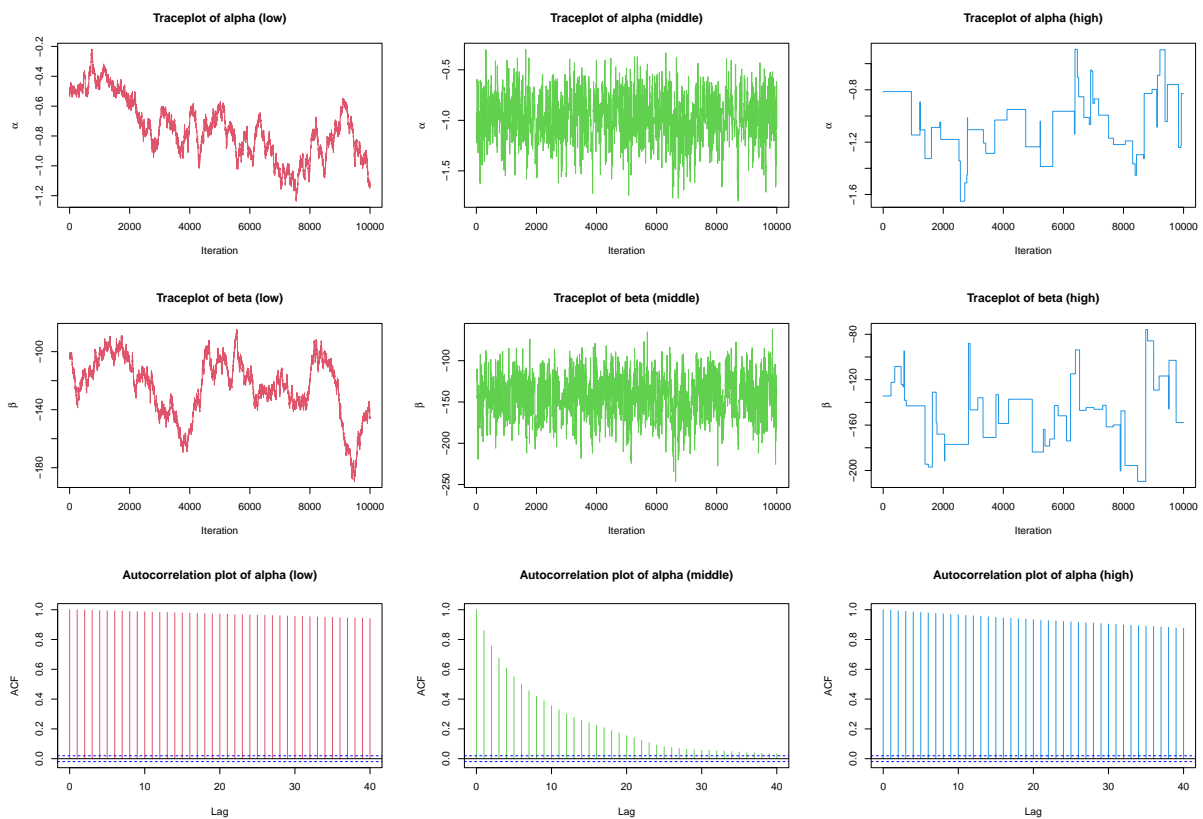 Traceplot of alpha (low)
α
−0.2
−0.4
−0.6
−0.8
−1.0
−1.2
0 2000 4000 6000 8000 10000
Iteration
Traceplot of alpha (middle)
α
−0.5
−1.0
−1.5
0 2000 4000 6000 8000 10000
Iteration
Traceplot of alpha (high)
α
−0.8
−1.2
−1.6
0 2000 4000 6000 8000 10000
Iteration
Traceplot of beta (low)
β
−100
−140
−180
0 2000 4000 6000 8000 10000
Iteration
Traceplot of beta (middle)
β
−100
−150
−200
−250
0 2000 4000 6000 8000 10000
Iteration
Traceplot of beta (high)
β
−80
−120
−160
−200
0 2000 4000 6000 8000 10000
Iteration
Autocorrelation plot of alpha (low)
ACF
1.0
0.8
0.6
0.4
0.2
0.0
0 10 20 30 40
Lag
Autocorrelation plot of alpha (middle)
ACF
1.0
0.8
0.6
0.4
0.2
0.0
0 10 20 30 40
Lag
Autocorrelation plot of alpha (high)
ACF
1.0
0.8
0.6
0.4
0.2
0.0
0 10 20 30 40
Lag